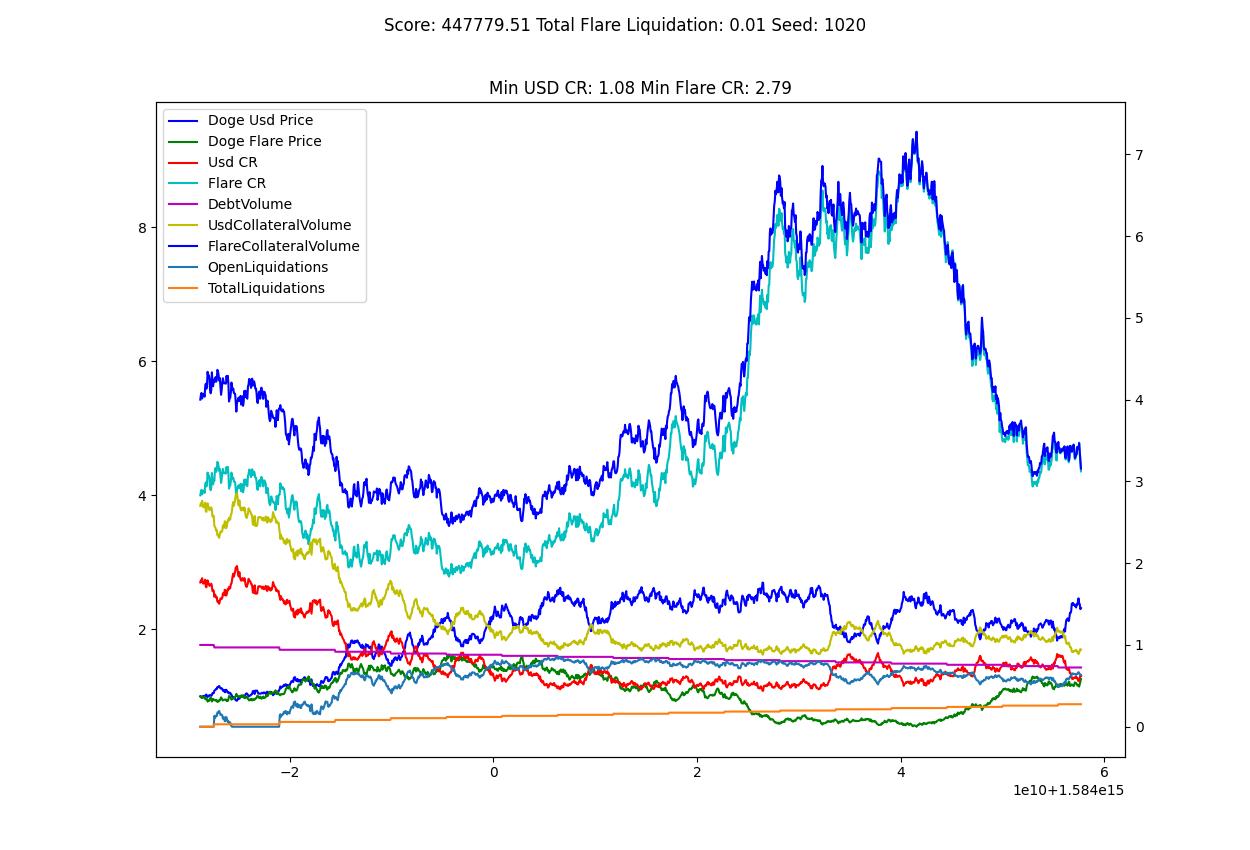 Score: 447779.51 Total Flare Liquidation: 0.01 Seed: 1020
Min USD CR: 1.08 Min Flare CR: 2.79
Doge Usd Price
Doge Flare Price
Usd CR
Flare CR
DebtVolume
UsdCollateralVolume
FlareCollateralVolume
OpenLiquidations
TotalLiquidations
8
6
4
2
7
6
5
4
3
2
1
0
−2
0
2
4
6
1e10+1.584e15